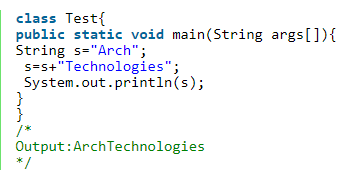 class Test{
public static void main(String args[]){
String s="Arch";
 s=s+"Technologies";
 System.out.println(s);
}
}
/*
Output:ArchTechnologies
*/